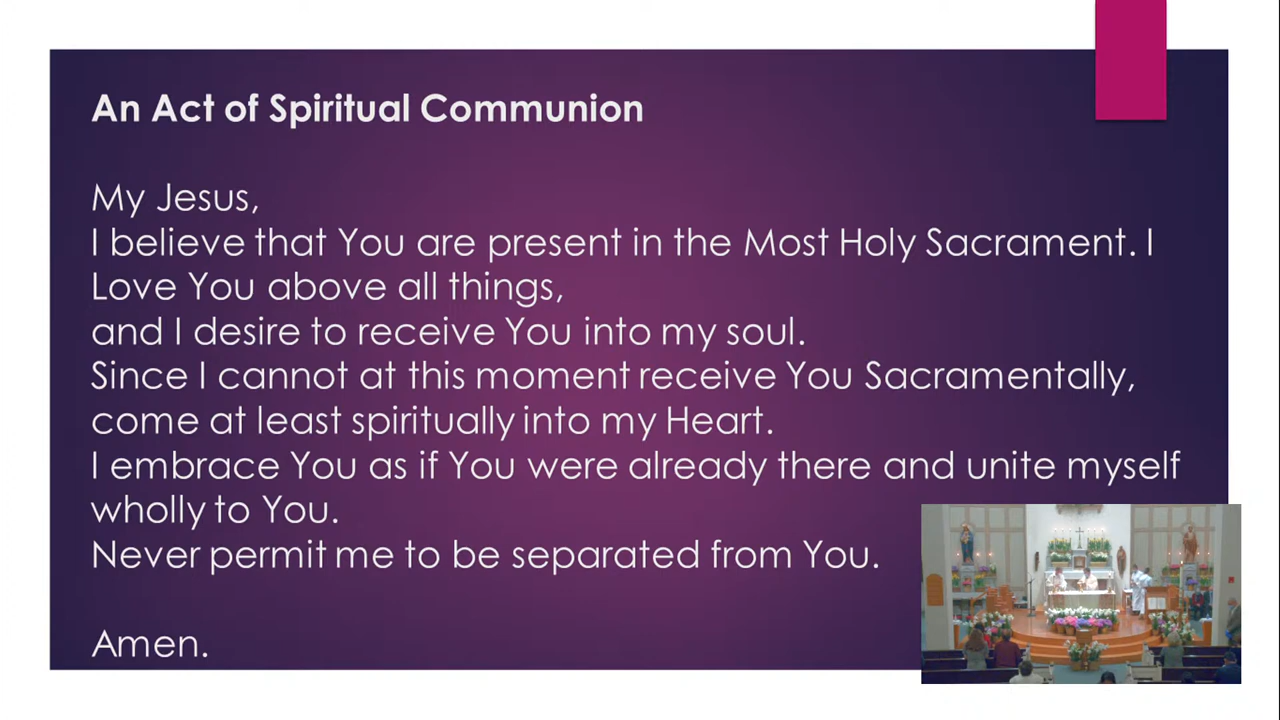 An Act of Spiritual Communion
My Jesus,
I believe that You are present in the Most Holy Sacrament. I
Love You above all things,
and I desire to receive You into my soul.
Since I cannot at this moment receive You Sacramentally,
come at least spiritually into my Heart.
I embrace You as if You were already there and unite myself
wholly to You.
Never permit me to be separated from You.
Amen.